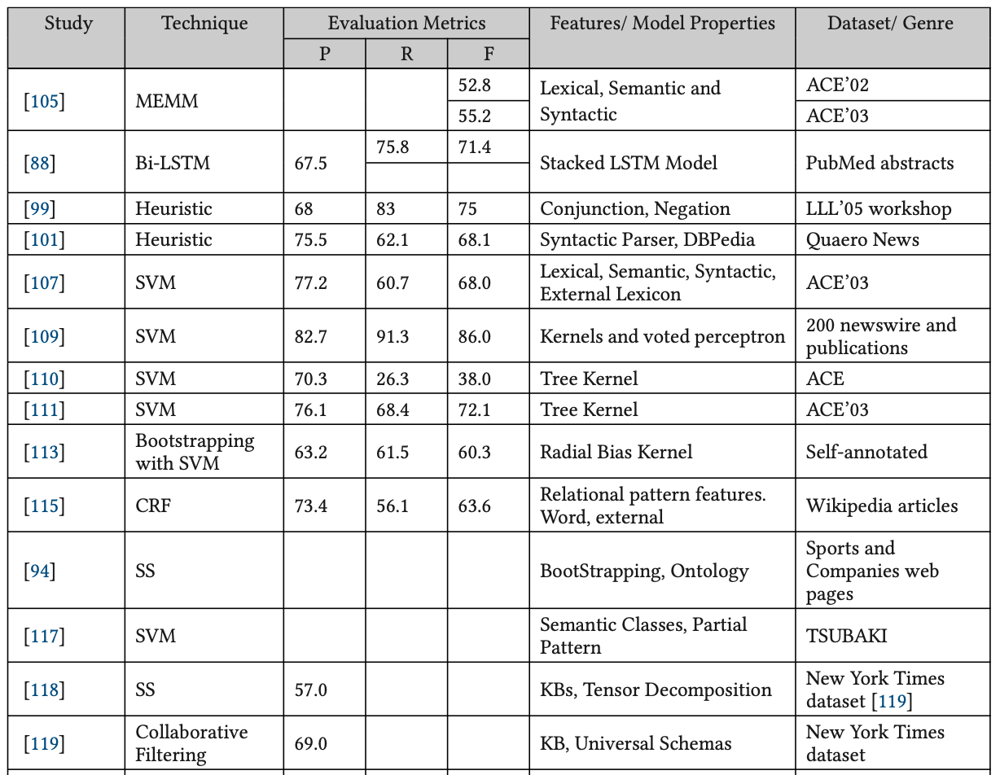 Study Technique Evaluation Metrics Features/ Model Properties Dataset/ Genre
P R F
[105] MEMM 52.8 Lexical, Semantic and ACE’02
55.2 Syntactic ACE’03
[88] Bi-LSTM 67.5 75.8 71.4 Stacked LSTM Model PubMed abstracts
[99] Heuristic 68 83 75 Conjunction, Negation LLL’05 workshop
[101] Heuristic 75.5 62.1 68.1 Syntactic Parser, DBPedia Quaero News
[107] SVM 77.2 60.7 68.0 Lexical, Semantic, Syntactic, ACE’03
External Lexicon
[109] SVM 82.7 91.3 86.0 Kernels and voted perceptron 200 newswire and
publications
[110] SVM 70.3 26.3 38.0 Tree Kernel ACE
[111] SVM 76.1 68.4 72.1 Tree Kernel ACE’03
[113] Bootstrapping 63.2 61.5 60.3 Radial Bias Kernel Self-annotated
with SVM
[115] CRF 73.4 56.1 63.6 Relational pattern features. Wikipedia articles
Word, external
[94] SS BootStrapping, Ontology Sports and
Companies web
pages
[117] SVM Semantic Classes, Partial TSUBAKI
Pattern
[118] SS 57.0 KBs, Tensor Decomposition New York Times
dataset [119]
[119] Collaborative 69.0 KB, Universal Schemas New York Times
Filtering dataset